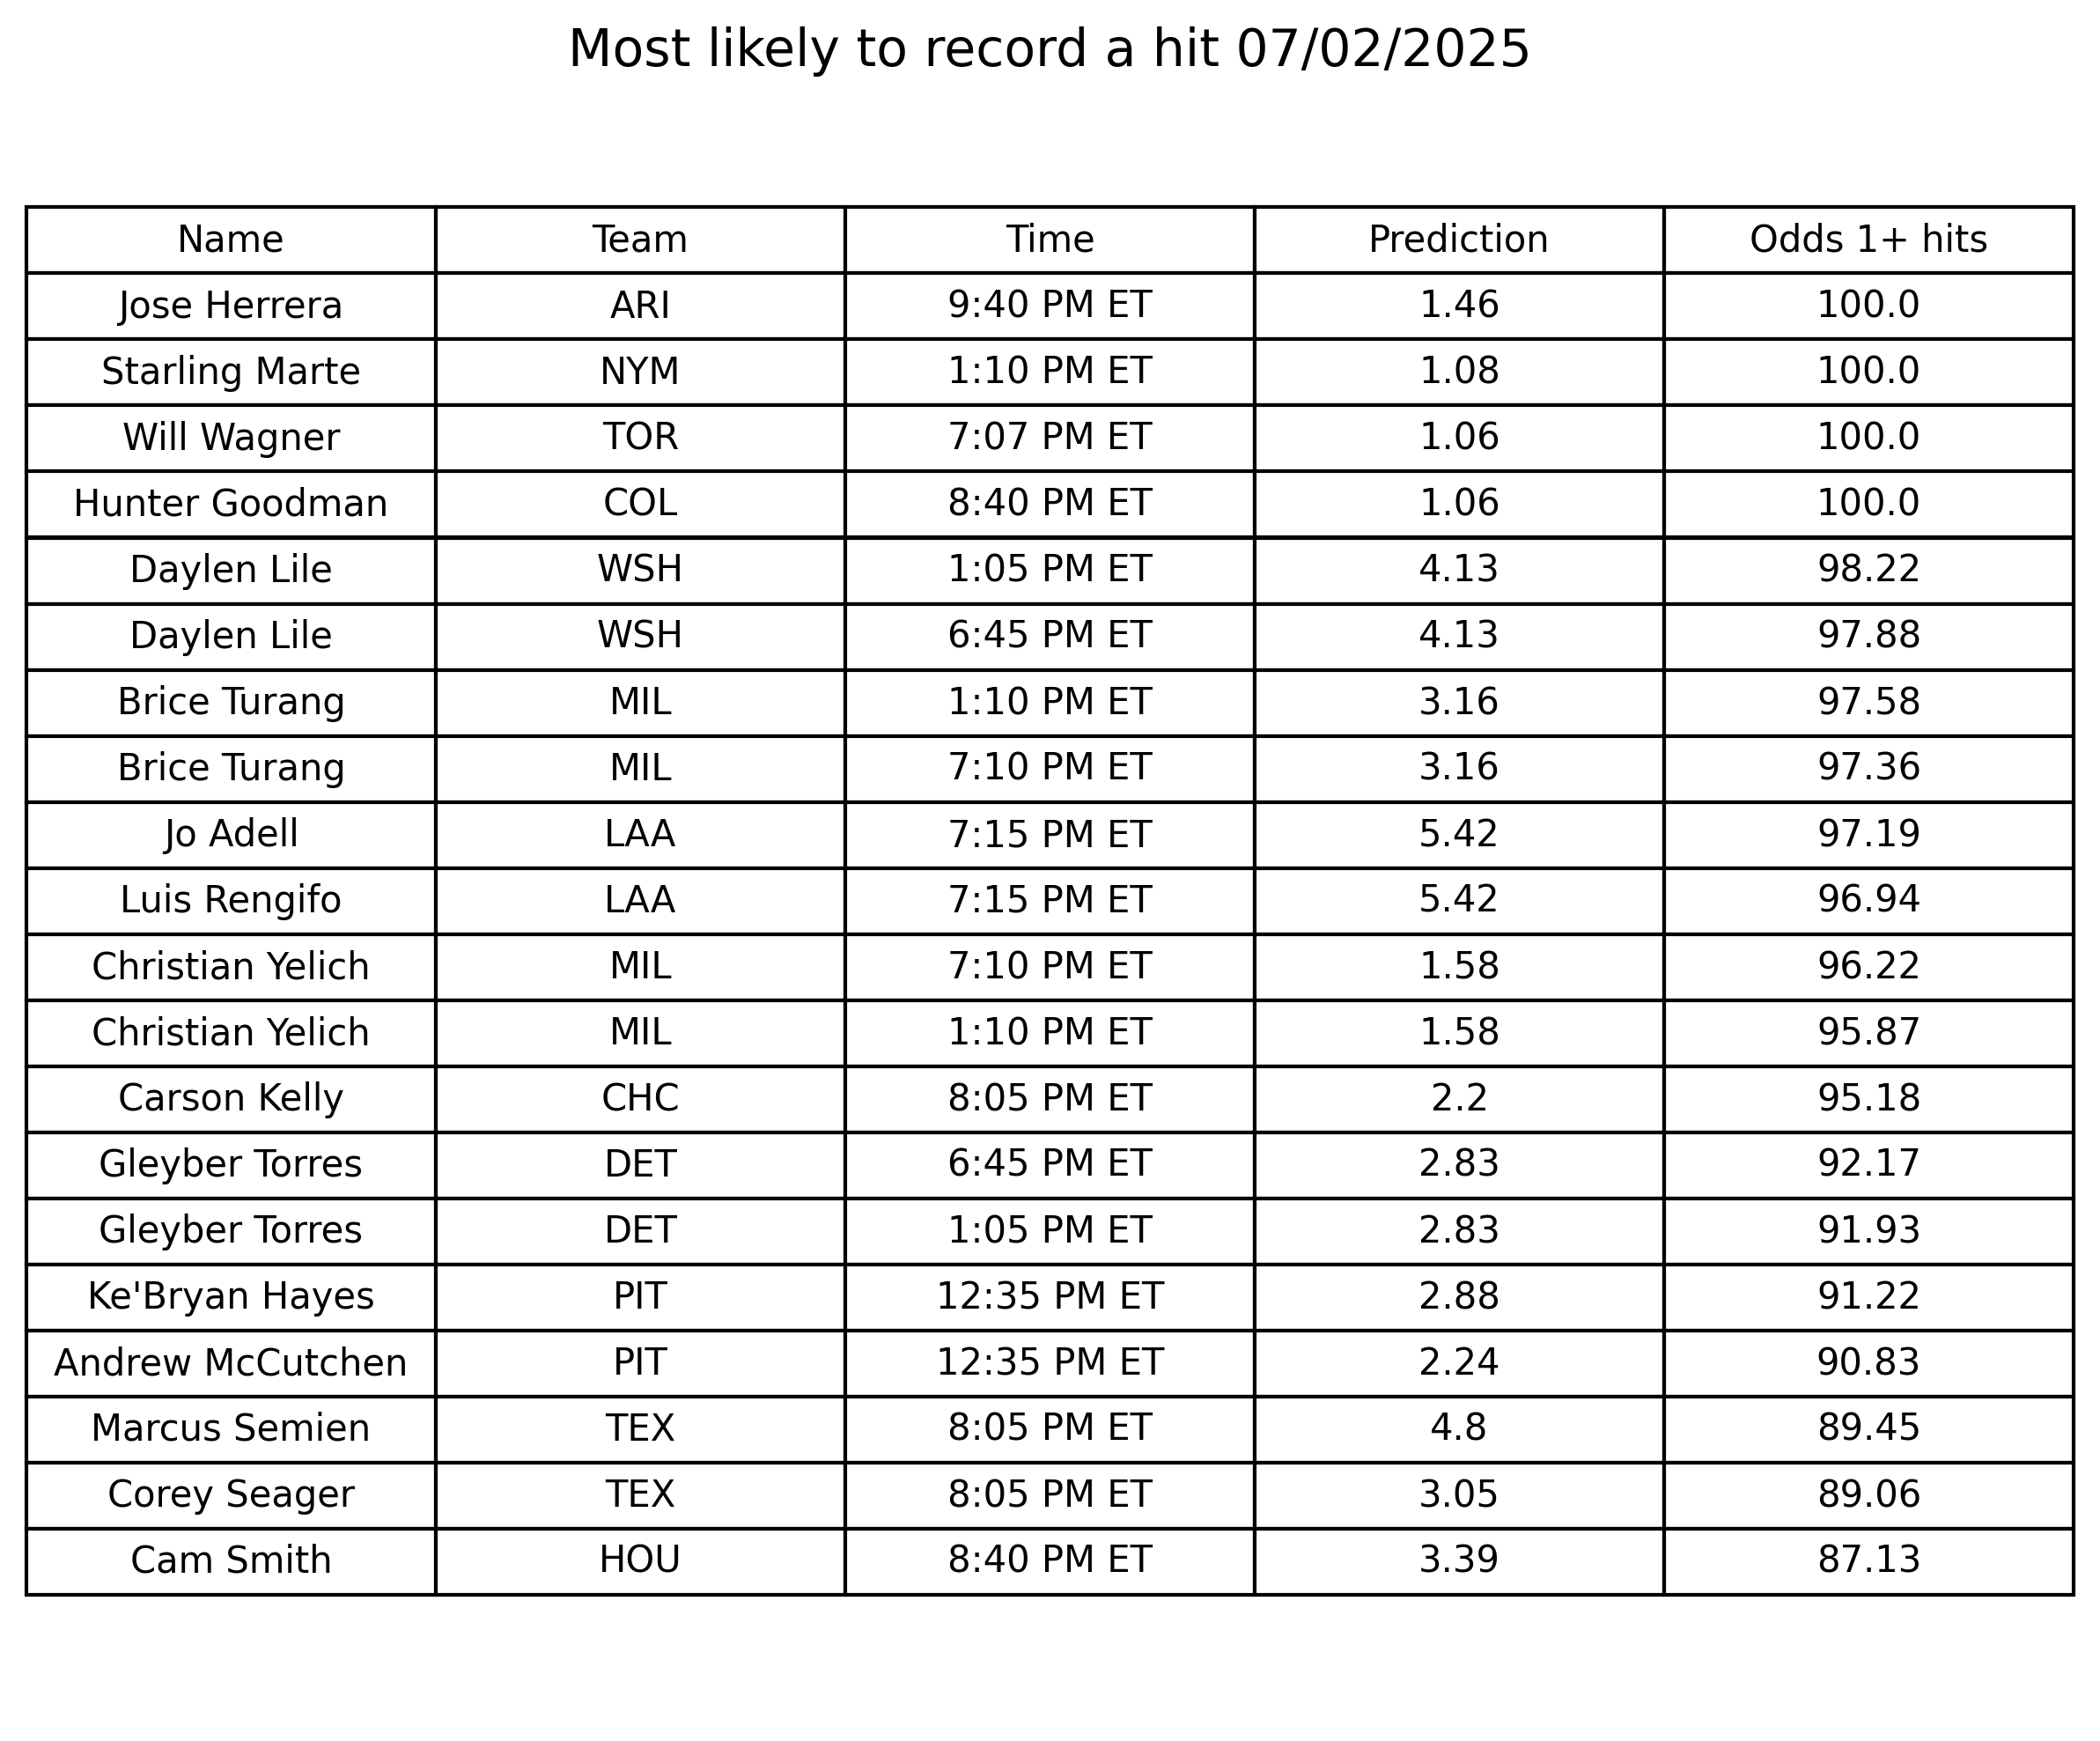 Most likely to record a hit 07/02/2025
Name Team Time Prediction Odds 1+ hits
Jose Herrera ARI 9:40 PM ET 1.46 100.0
Starling Marte NYM 1:10 PM ET 1.08 100.0
Will Wagner TOR 7:07 PM ET 1.06 100.0
Hunter Goodman COL 8:40 PM ET 1.06 100.0
Daylen Lile WSH 1:05 PM ET 4.13 98.22
Daylen Lile WSH 6:45 PM ET 4.13 97.88
Brice Turang MIL 1:10 PM ET 3.16 97.58
Brice Turang MIL 7:10 PM ET 3.16 97.36
Jo Adell LAA 7:15 PM ET 5.42 97.19
Luis Rengifo LAA 7:15 PM ET 5.42 96.94
Christian Yelich MIL 7:10 PM ET 1.58 96.22
Christian Yelich MIL 1:10 PM ET 1.58 95.87
Carson Kelly CHC 8:05 PM ET 2.2 95.18
Gleyber Torres DET 6:45 PM ET 2.83 92.17
Gleyber Torres DET 1:05 PM ET 2.83 91.93
Ke'Bryan Hayes PIT 12:35 PM ET 2.88 91.22
Andrew McCutchen PIT 12:35 PM ET 2.24 90.83
Marcus Semien TEX 8:05 PM ET 4.8 89.45
Corey Seager TEX 8:05 PM ET 3.05 89.06
Cam Smith HOU 8:40 PM ET 3.39 87.13